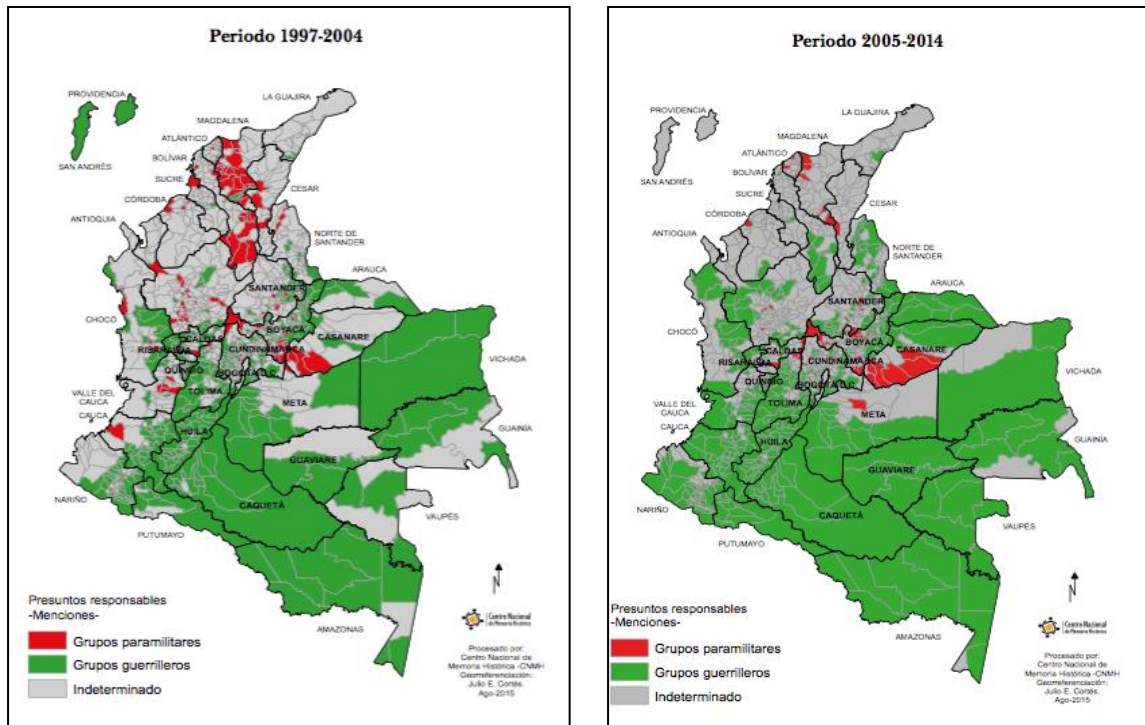 Periodo 1997-2004
PROVIDENCIA
SAN ANDRÉS
LA GUAJIRA
MAGDALENA
ATLÁNTICO
BOLÍVAR
SUCRE
CESAR
CÓRDOBA
ANTIOQUIA
NORTE DE
SANTANDER
ARAUCA
SANTANDER
CHOCÓ
BOYACÁ
CASANARE
CALDAS
RISARALDA
CUNDINAMARCA
VICHADA
QUINDÍO
BOGOTÁ D.C.
TOLIMA
VALLE DEL
CAUCA
META
CAUCA
GUAINÍA
HUILA
GUAVIARE
NARIÑO
CAQUETÁ
VAUPÉS
PUTUMAYO
AMAZONAS
N
Presuntos responsables
-Menciones-
Grupos paramilitares
Grupos guerrilleros
Indeterminado
Centro Nacional
de Memoria Histórica
Procesado por:
Centro Nacional de
Memoria Histórica -CNMH
Georreferenciación:
Julio E. Cortés.
Ago-2015
Periodo 2005-2014
PROVIDENCIA
SAN ANDRÉS
LA GUAJIRA
MAGDALENA
ATLÁNTICO
BOLÍVAR
SUCRE
CESAR
CÓRDOBA
ANTIOQUIA
NORTE DE
SANTANDER
ARAUCA
SANTANDER
CHOCÓ
BOYACÁ
CASANARE
CALDAS
RISARALDA
CUNDINAMARCA
VICHADA
QUINDÍO
BOGOTÁ D.C.
TOLIMA
VALLE DEL
CAUCA
META
CAUCA
GUAINÍA
HUILA
GUAVIARE
NARIÑO
CAQUETÁ
VAUPÉS
PUTUMAYO
AMAZONAS
N
Presuntos responsables
-Menciones-
Grupos paramilitares
Grupos guerrilleros
Indeterminado
Centro Nacional
de Memoria Histórica
Procesado por:
Centro Nacional de
Memoria Histórica -CNMH
Georreferenciación:
Julio E. Cortés.
Ago-2015